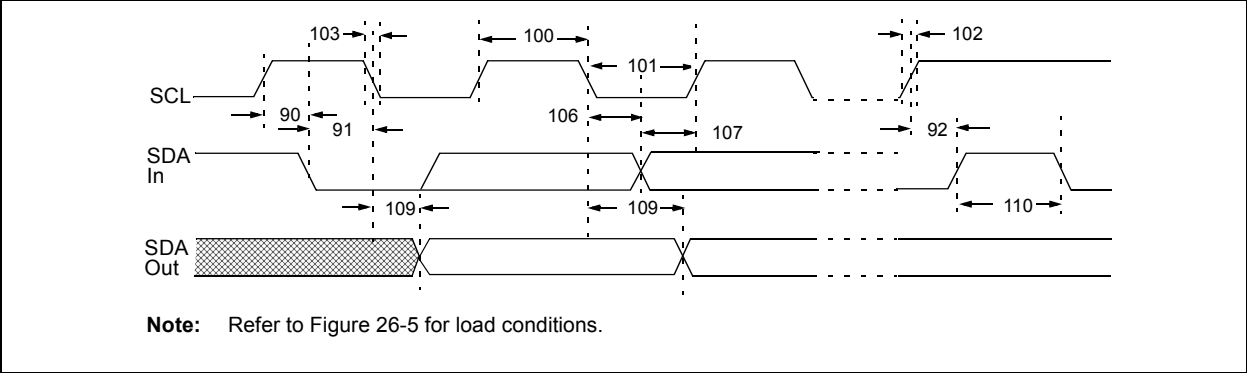 103
100
102
101
SCL
90
91
106
107
92
SDA
In
109
109
110
SDA
Out
Note: Refer to Figure 26-5 for load conditions.